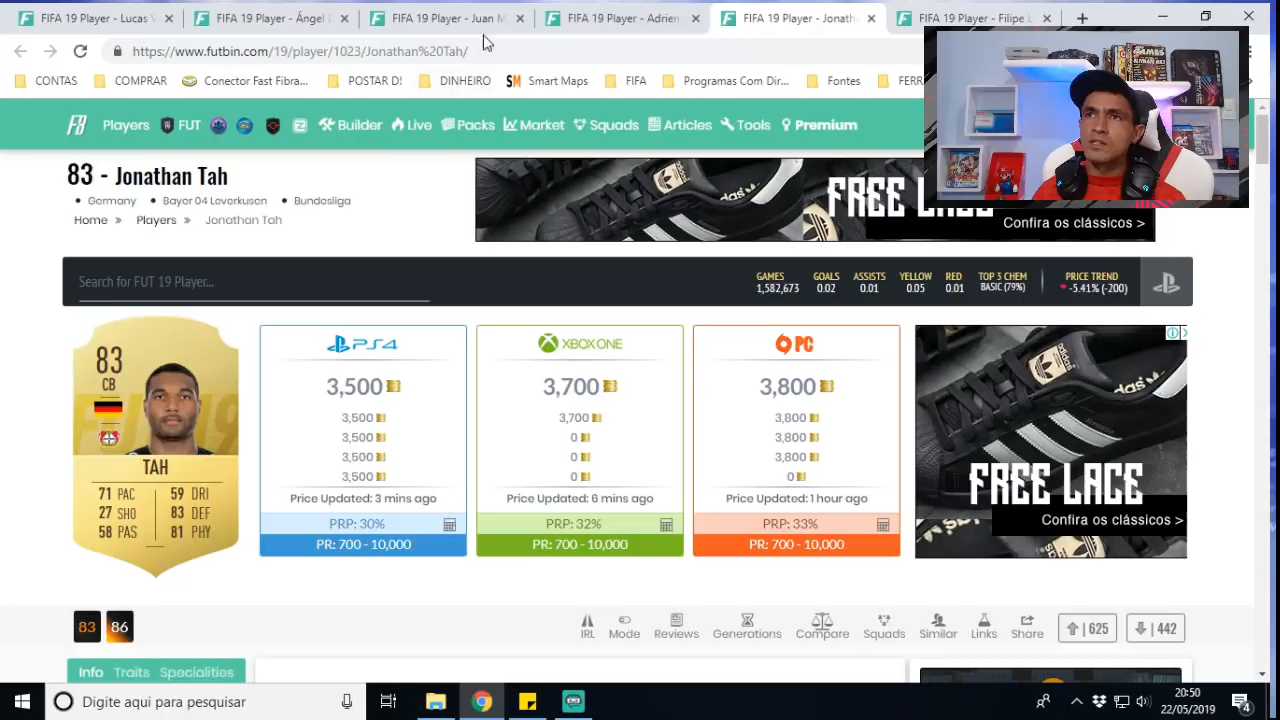 FIFA 19 Player - Lucas
FIFA 19 Player - Ángel
FIFA 19 Player - Juan M
FIFA 19 Player - Adrien
FIFA 19 Player - Jonath
FIFA 19 Player - Filipe L
https://www.futbin.com/19/player/1023/Jonathan%20Tah/
CONTAS COMPRAR Conector Fast Fibra... POSTAR D! DINHEIRO SM Smart Maps FIFA Programas Com Dir... Fontes FERR
Players FUT Builder Live Packs Market Squads Articles Tools Premium
83 - Jonathan Tah
• Germany • Bayer 04 Leverkusen • Bundesliga
Home » Players » Jonathan Tah
adidas
FREE LACE
Confira os clássicos >
Search for FUT 19 Player...
GAMES GOALS ASSISTS YELLOW RED TOP 3 CHEM PRICE TREND
1,582,673 0.02 0.01 0.05 0.01 BASIC (79%) -5.41% (-200)
83
CB
TAH
71 PAC 59 DRI
27 SHO 83 DEF
58 PAS 81 PHY
PS4
3,500
3,500
3,500
3,500
3,500
Price Updated: 3 mins ago
PRP: 30%
PR: 700 - 10,000
XBOX ONE
3,700
3,700
0
0
0
Price Updated: 6 mins ago
PRP: 32%
PR: 700 - 10,000
PC
3,800
3,800
3,800
3,800
0
Price Updated: 1 hour ago
PRP: 33%
PR: 700 - 10,000
adidas
FREE LACE
Confira os clássicos >
83 86
IRL Mode Reviews Generations Compare Squads Similar Links Share 625 442
Info Traits Specialities
Digite aqui para pesquisar
20:50
22/05/2019
4